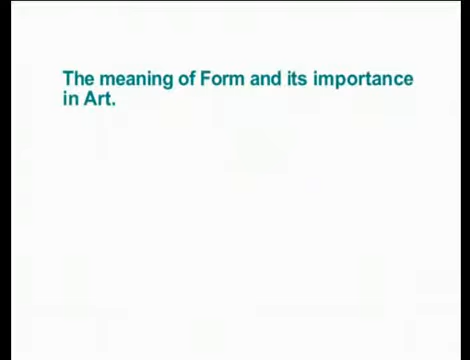 The meaning of Form and its importance
in Art.